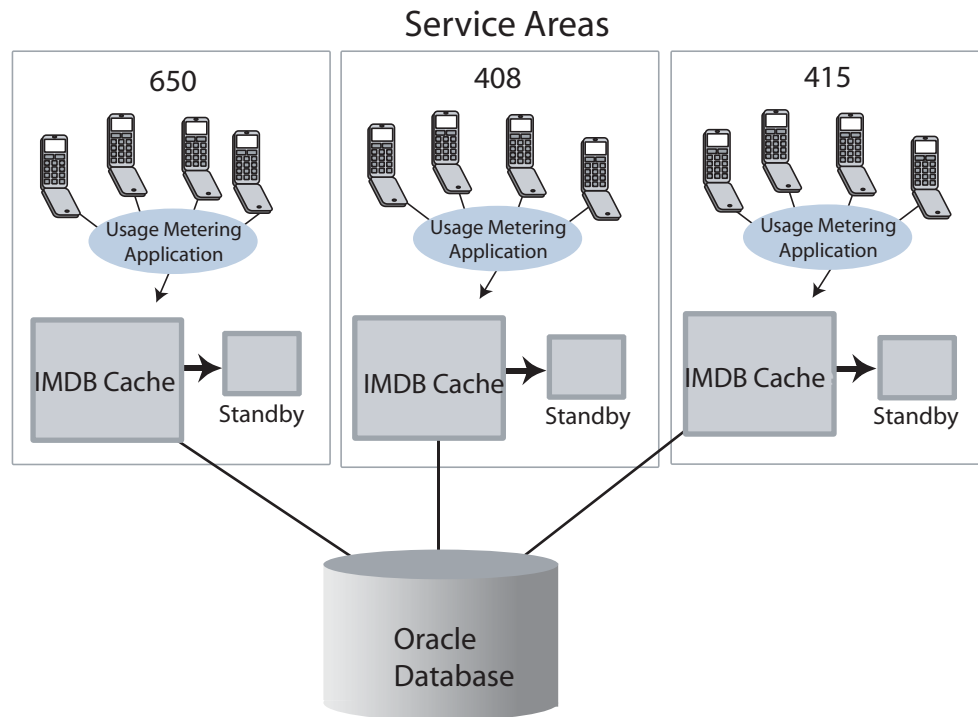 Service Areas
650
408
415
Usage Metering
Application
Usage Metering
Application
Usage Metering
Application
IMDB Cache
Standby
IMDB Cache
Standby
IMDB Cache
Standby
Oracle
Database